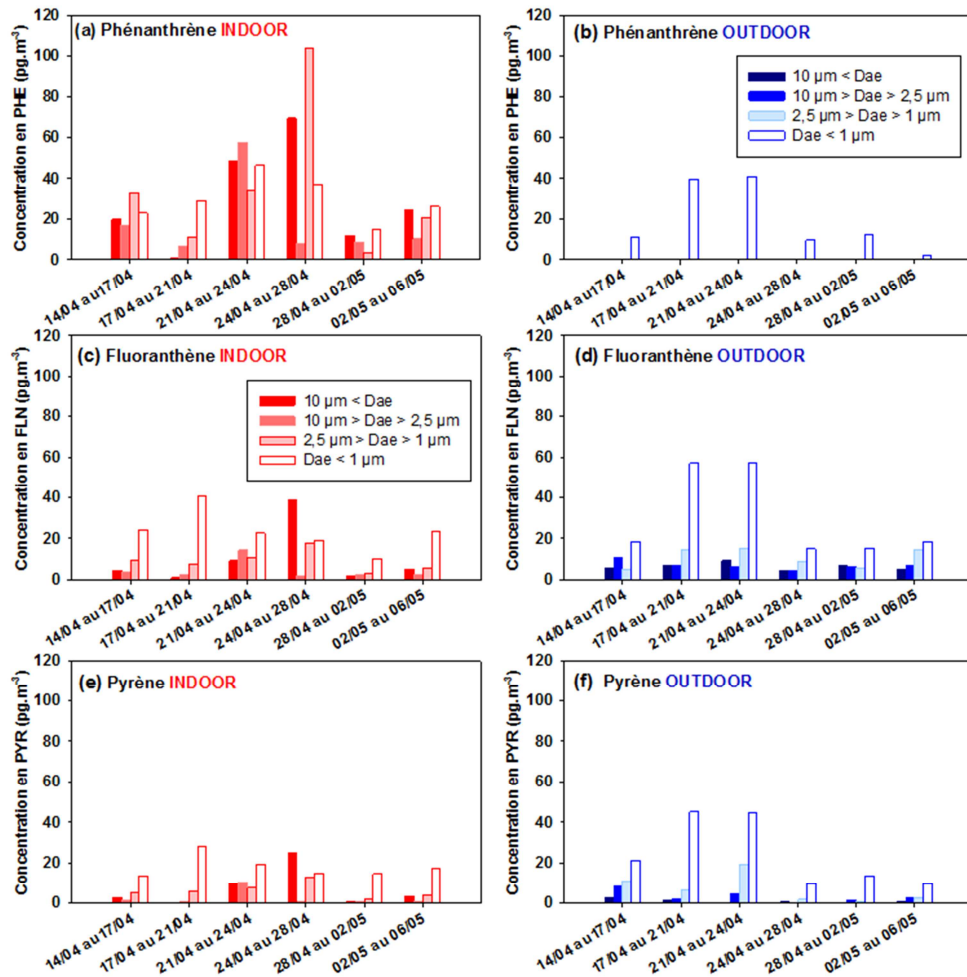 (a) Phénanthrène INDOOR
Concentration en PHE (pg.m⁻³)
120
100
80
60
40
20
0
14/04 au17/04
17/04 au 21/04
21/04 au 24/04
24/04 au 28/04
28/04 au 02/05
02/05 au 06/05
(b) Phénanthrène OUTDOOR
Concentration en PHE (pg.m⁻³)
120
100
80
60
40
20
0
10 µm < Dae
10 µm > Dae > 2,5 µm
2,5 µm > Dae > 1 µm
Dae < 1 µm
14/04 au17/04
17/04 au 21/04
21/04 au 24/04
24/04 au 28/04
28/04 au 02/05
02/05 au 06/05
(c) Fluoranthène INDOOR
Concentration en FLN (pg.m⁻³)
120
100
80
60
40
20
0
10 µm < Dae
10 µm > Dae > 2,5 µm
2,5 µm > Dae > 1 µm
Dae < 1 µm
14/04 au17/04
17/04 au 21/04
21/04 au 24/04
24/04 au 28/04
28/04 au 02/05
02/05 au 06/05
(d) Fluoranthène OUTDOOR
Concentration en FLN (pg.m⁻³)
120
100
80
60
40
20
0
14/04 au17/04
17/04 au 21/04
21/04 au 24/04
24/04 au 28/04
28/04 au 02/05
02/05 au 06/05
(e) Pyrène INDOOR
Concentration en PYR (pg.m⁻³)
120
100
80
60
40
20
0
14/04 au17/04
17/04 au 21/04
21/04 au 24/04
24/04 au 28/04
28/04 au 02/05
02/05 au 06/05
(f) Pyrène OUTDOOR
Concentration en PYR (pg.m⁻³)
120
100
80
60
40
20
0
14/04 au17/04
17/04 au 21/04
21/04 au 24/04
24/04 au 28/04
28/04 au 02/05
02/05 au 06/05